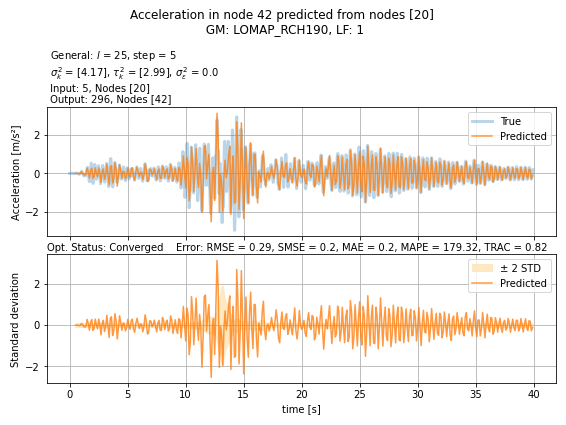 Acceleration in node 42 predicted from nodes [20]
GM: LOMAP_RCH190, LF: 1
General: l = 25, step = 5
σ²ₖ = [4.17], τ²ₖ = [2.99], σ²ε = 0.0
Input: 5, Nodes [20]
Output: 296, Nodes [42]
Acceleration [m/s²]
2
0
−2
True
Predicted
Opt. Status: Converged    Error: RMSE = 0.29, SMSE = 0.2, MAE = 0.2, MAPE = 179.32, TRAC = 0.82
Standard deviation
2
0
−2
± 2 STD
Predicted
0 5 10 15 20 25 30 35 40
time [s]